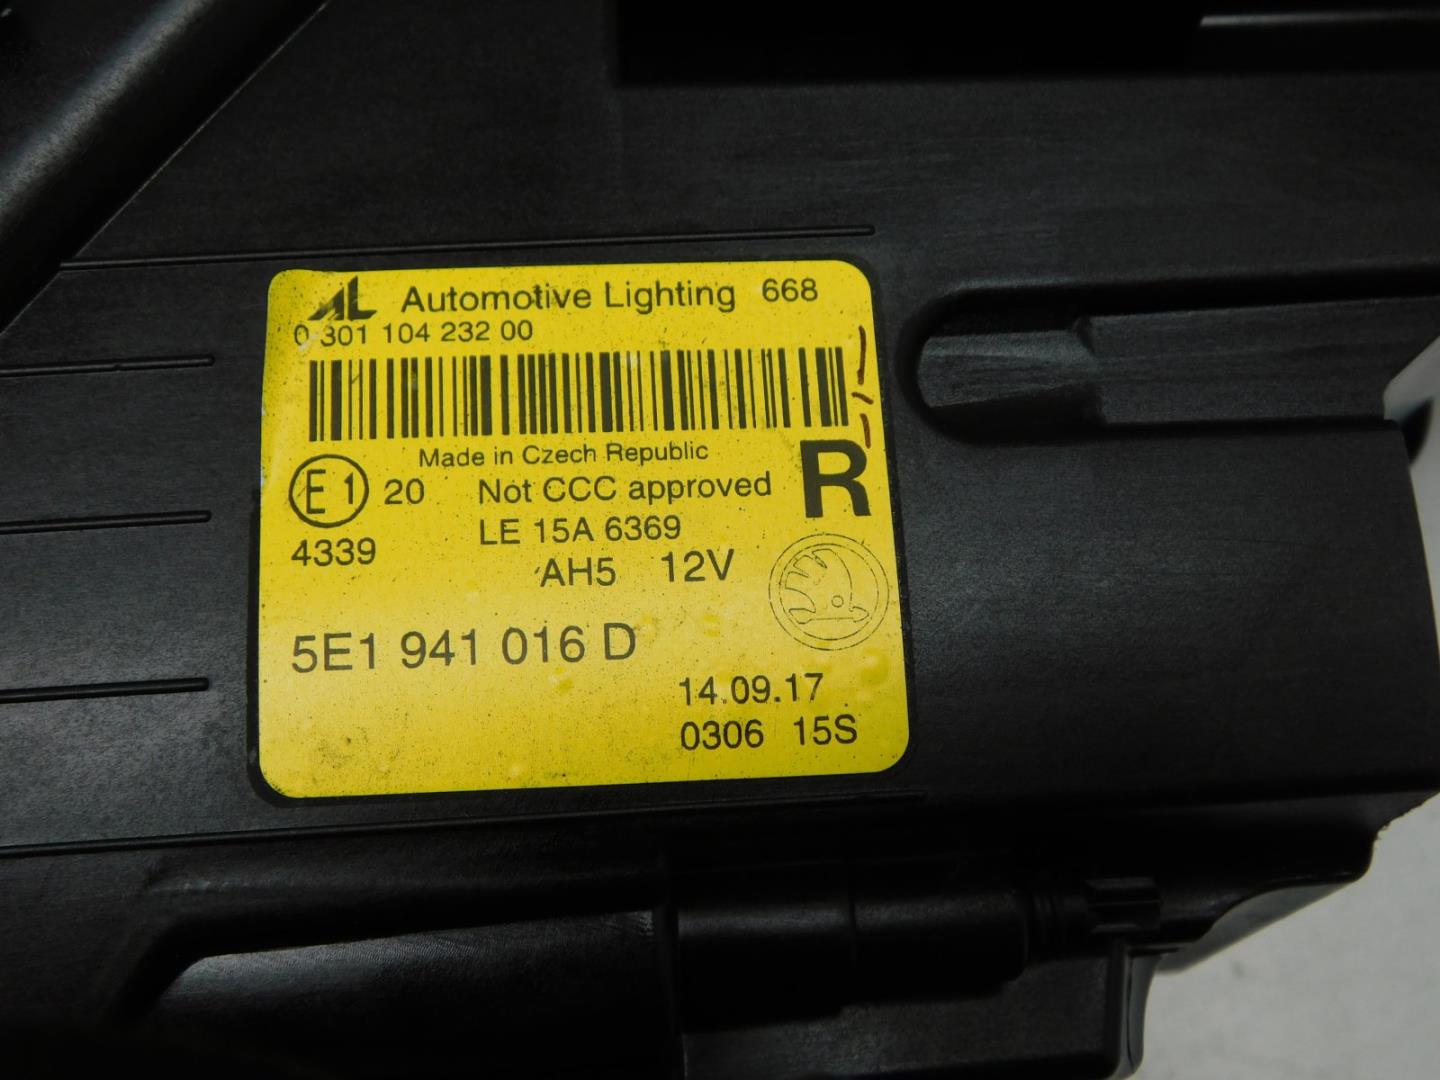 AL Automotive Lighting 668
0 301 104 232 00
Made in Czech Republic
E1 20 Not CCC approved R
4339 LE 15A 6369
AH5 12V
5E1 941 016 D
14.09.17
0306 15S